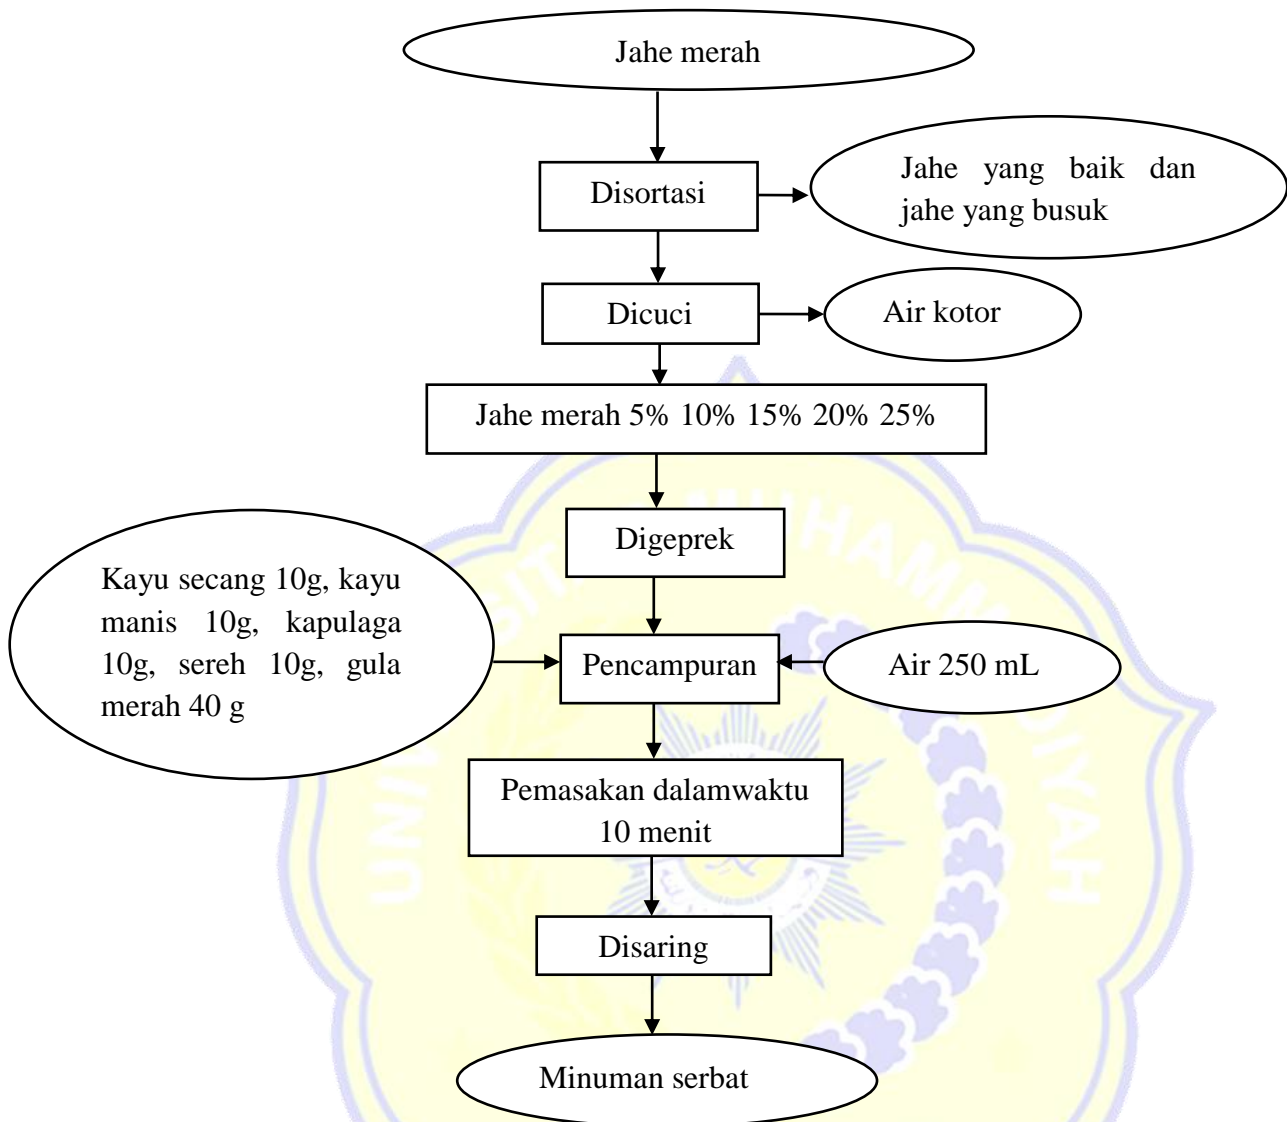 Jahe merah
Disortasi
Jahe yang baik dan
jahe yang busuk
Dicuci
Air kotor
Jahe merah 5% 10% 15% 20% 25%
Digeprek
Kayu secang 10g, kayu
manis 10g, kapulaga
10g, sereh 10g, gula
merah 40 g
Pencampuran
Air 250 mL
Pemasakan dalamwaktu
10 menit
Disaring
Minuman serbat